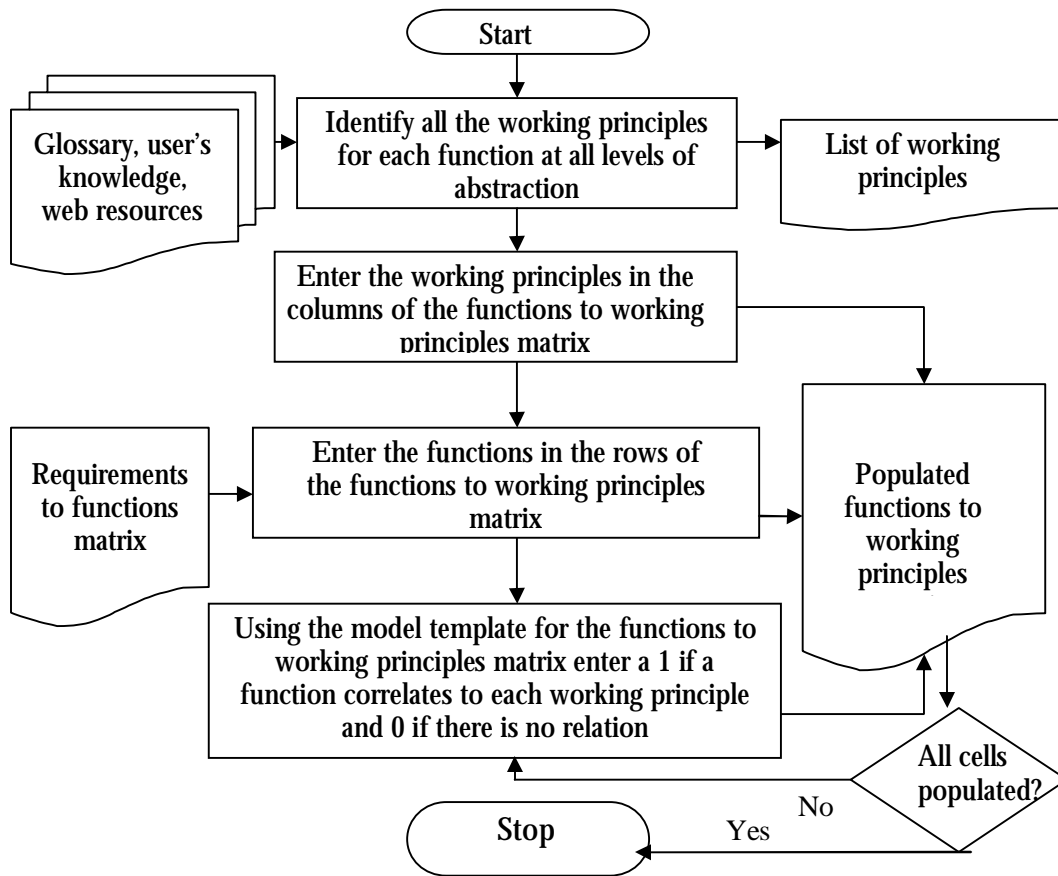 Start
Glossary, user's
knowledge,
web resources
Identify all the working principles
for each function at all levels of
abstraction
List of working
principles
Enter the working principles in the
columns of the functions to working
principles matrix
Requirements
to functions
matrix
Enter the functions in the rows of
the functions to working principles
matrix
Populated
functions to
working
principles
Using the model template for the functions to
working principles matrix enter a 1 if a
function correlates to each working principle
and 0 if there is no relation
All cells
populated?
No
Yes
Stop